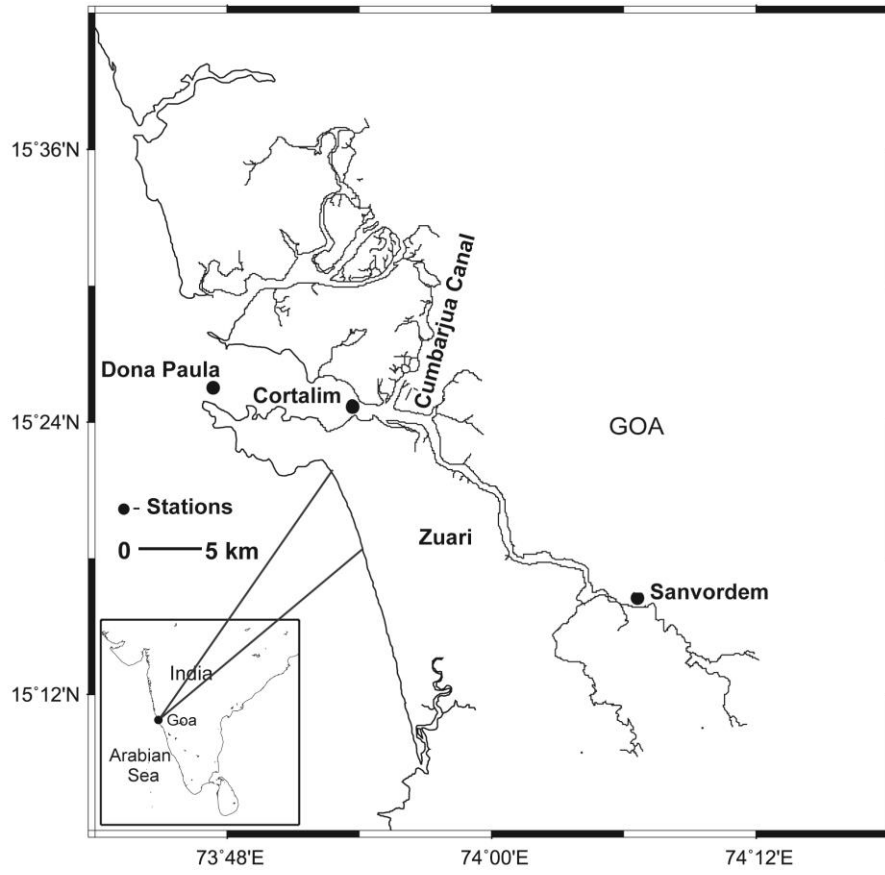 15°36'N
Cumbarjua Canal
Dona Paula
Cortalim
15°24'N
GOA
●- Stations
0 5 km
Zuari
Sanvordem
India
15°12'N
Goa
Arabian
Sea
73°48'E 74°00'E 74°12'E